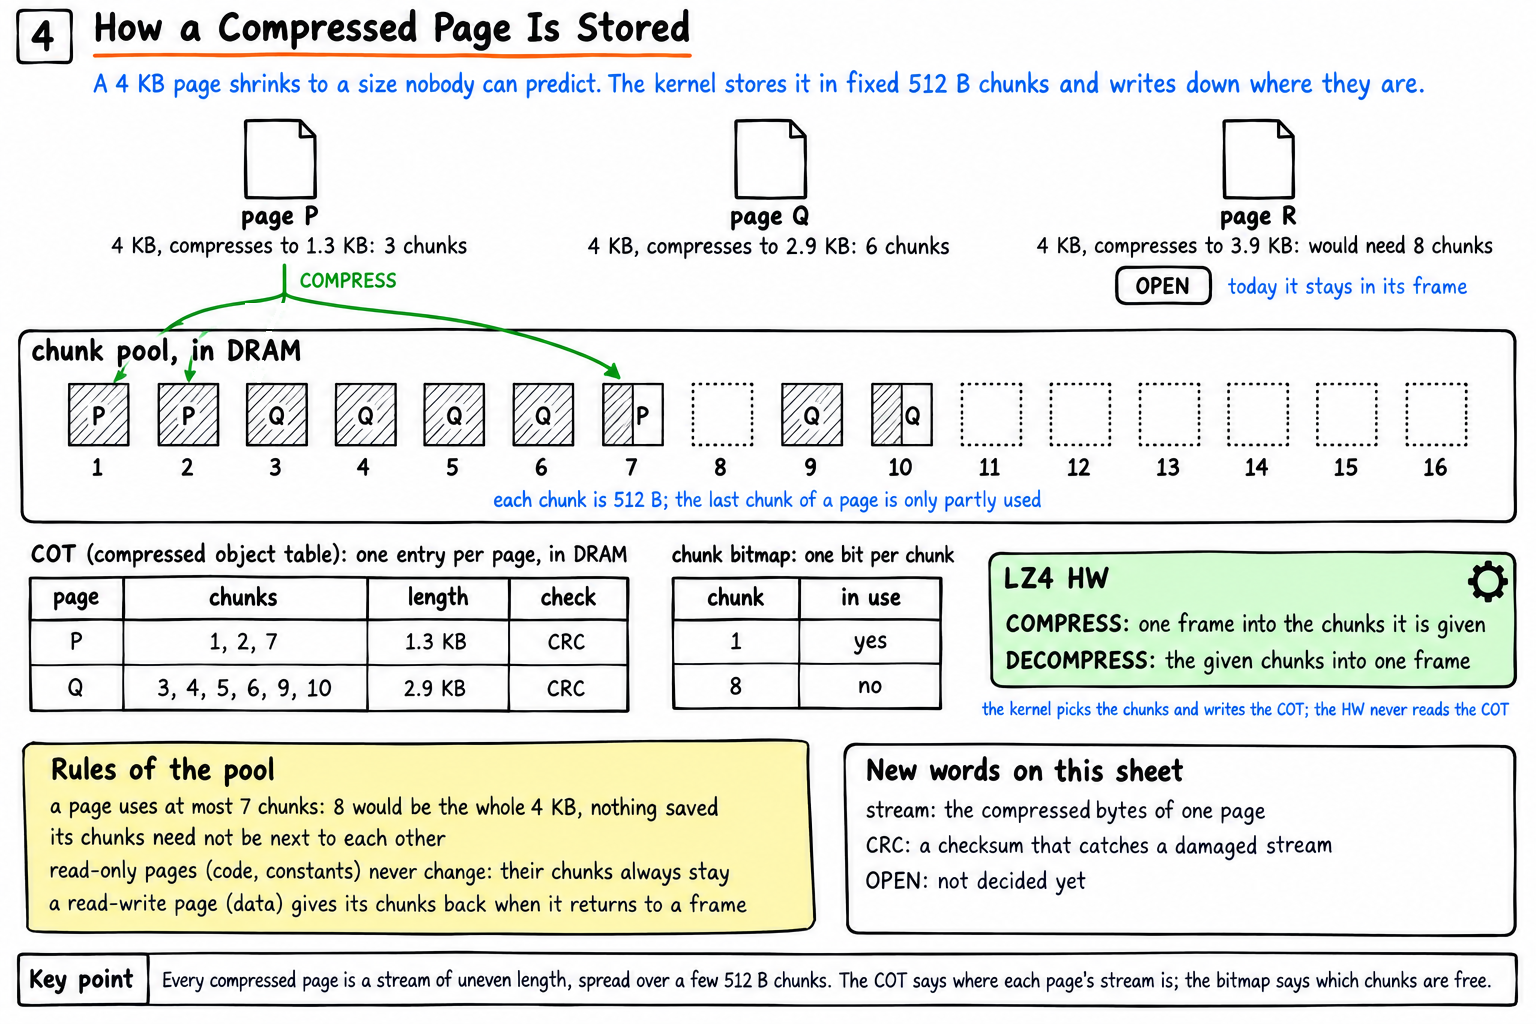 4
How a Compressed Page Is Stored
A 4 KB page shrinks to a size nobody can predict. The kernel stores it in fixed 512 B chunks and writes down where they are.
page P
4 KB, compresses to 1.3 KB: 3 chunks
page Q
4 KB, compresses to 2.9 KB: 6 chunks
page R
4 KB, compresses to 3.9 KB: would need 8 chunks
COMPRESS
OPEN today it stays in its frame
chunk pool, in DRAM
P P Q Q Q Q P Q Q
1 2 3 4 5 6 7 8 9 10 11 12 13 14 15 16
each chunk is 512 B; the last chunk of a page is only partly used
COT (compressed object table): one entry per page, in DRAM
page chunks length check
P 1, 2, 7 1.3 KB CRC
Q 3, 4, 5, 6, 9, 10 2.9 KB CRC
chunk bitmap: one bit per chunk
chunk in use
1 yes
8 no
LZ4 HW
COMPRESS: one frame into the chunks it is given
DECOMPRESS: the given chunks into one frame
the kernel picks the chunks and writes the COT; the HW never reads the COT
Rules of the pool
a page uses at most 7 chunks: 8 would be the whole 4 KB, nothing saved
its chunks need not be next to each other
read-only pages (code, constants) never change: their chunks always stay
a read-write page (data) gives its chunks back when it returns to a frame
New words on this sheet
stream: the compressed bytes of one page
CRC: a checksum that catches a damaged stream
OPEN: not decided yet
Key point
Every compressed page is a stream of uneven length, spread over a few 512 B chunks. The COT says where each page's stream is; the bitmap says which chunks are free.